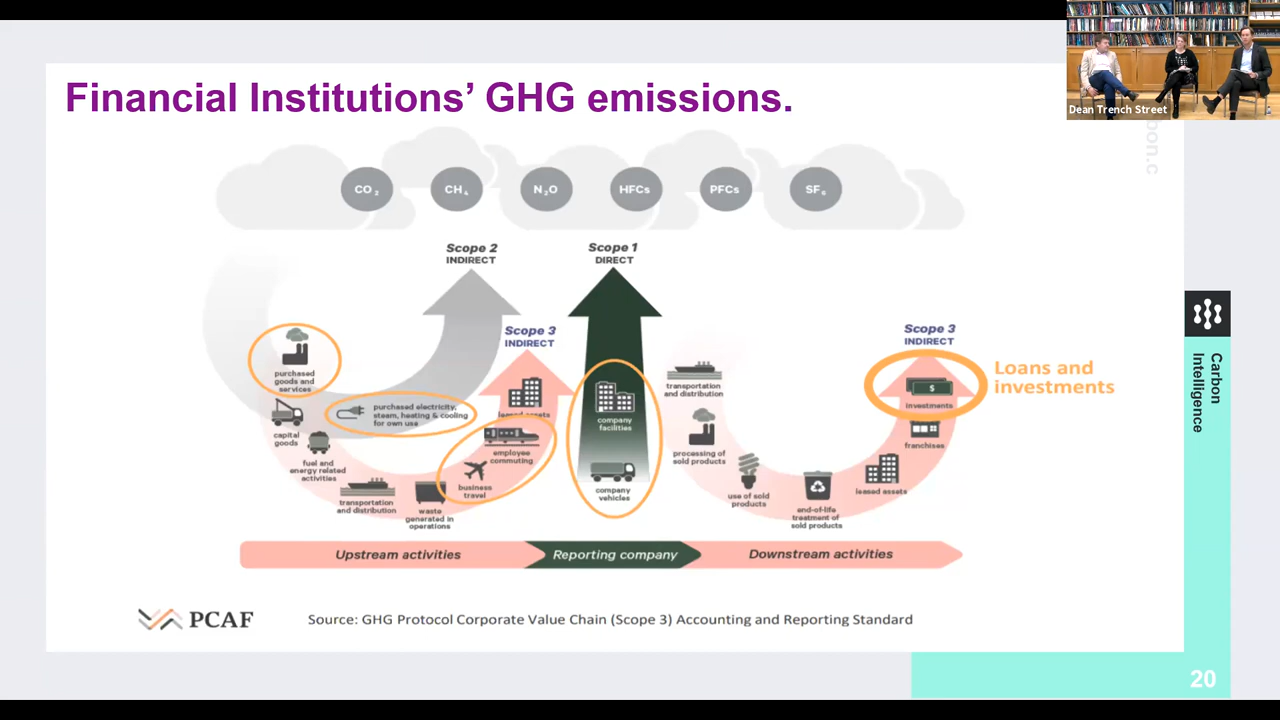 Financial Institutions' GHG emissions.
Dean Trench Street
CO₂
CH₄
N₂O
HFCs
PFCs
SF₆
Scope 2
INDIRECT
Scope 1
DIRECT
Scope 3
INDIRECT
Scope 3
INDIRECT
Loans and
investments
purchased
goods and
services
capital
goods
fuel and
energy related
activities
purchased electricity,
steam, heating & cooling
for own use
transportation
and distribution
waste
generated in
operations
business
travel
employee
commuting
leased assets
company
facilities
company
vehicles
transportation
and distribution
processing of
sold products
use of sold
products
end-of-life
treatment of
sold products
leased assets
franchises
$
investments
Upstream activities
Reporting company
Downstream activities
PCAF
Source: GHG Protocol Corporate Value Chain (Scope 3) Accounting and Reporting Standard
Carbon
Intelligence
20